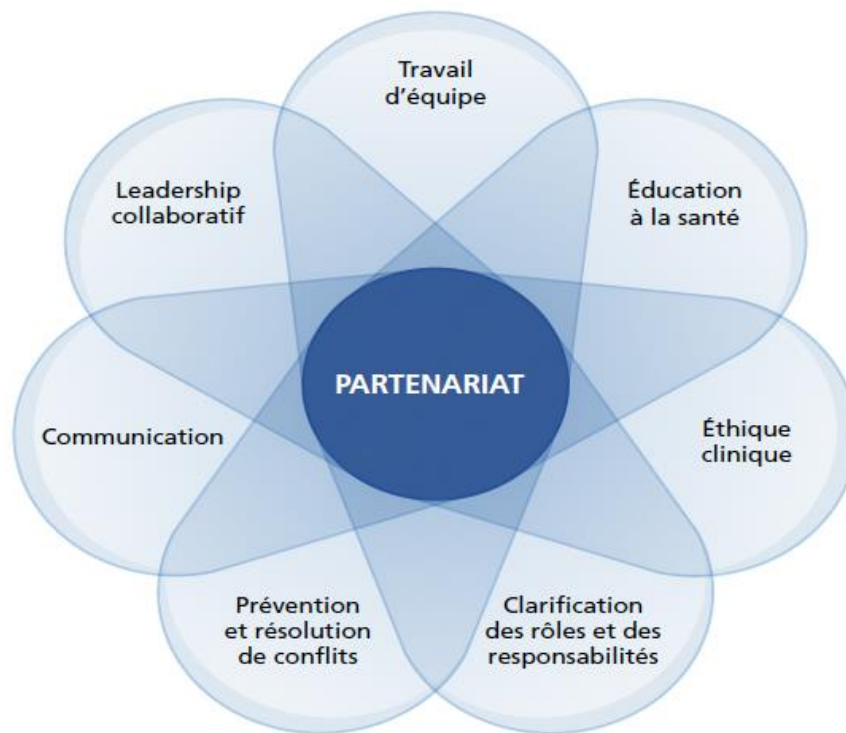 Travail
d’équipe
Leadership
collaboratif
Éducation
à la santé
PARTENARIAT
Communication
Éthique
clinique
Prévention
et résolution
de conflits
Clarification
des rôles et des
responsabilités